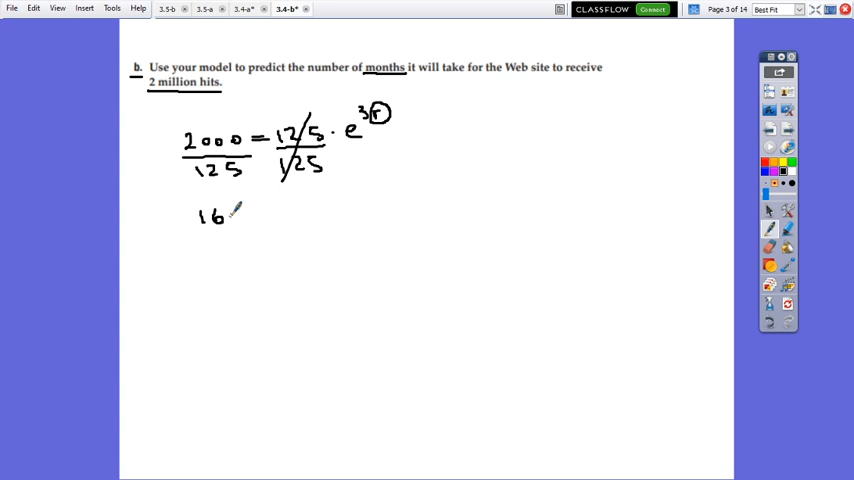 File Edit View Insert Tools Help 3.5-b 3.5-a 3.4-a* 3.4-b* CLASSFLOW Connect Page 3 of 14 Best Fit
b. Use your model to predict the number of months it will take for the Web site to receive
2 million hits.
2000 = 125 · e^3r
125 125
16